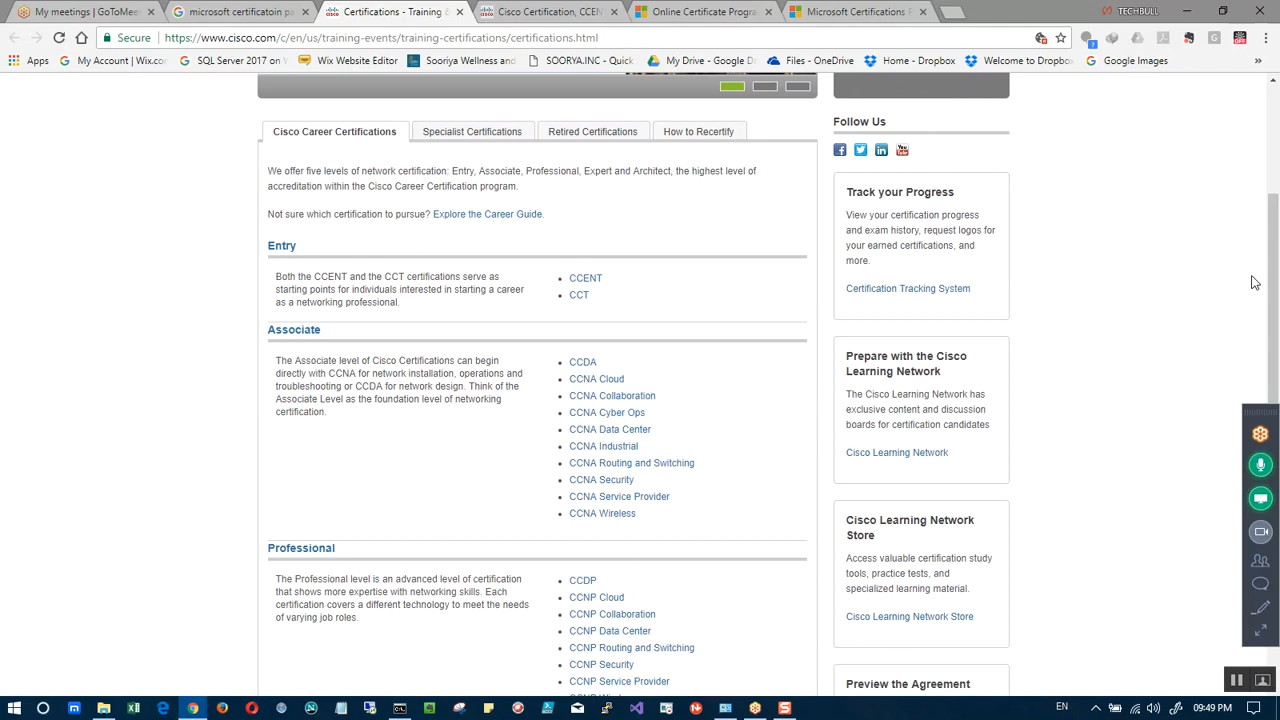 My meetings | GoToMee
microsoft certificatoin p
Certifications - Training &
Cisco Certification, CCEN
Online Certificate Progra
Microsoft Certifications P
TECHBULL
Secure
https://www.cisco.com/c/en/us/training-events/training-certifications/certifications.html
Apps
My Account | Wix.co
SQL Server 2017
Wix Website Editor
Sooriya Wellness and
SOORYA.INC - Quick
My Drive - Google D
Files - OneDrive
Home - Dropbox
Welcome to Dropbox
Google Images
Cisco Career Certifications
Specialist Certifications
Retired Certifications
How to Recertify
We offer five levels of network certification: Entry, Associate, Professional, Expert and Architect, the highest level of
accreditation within the Cisco Career Certification program.
Not sure which certification to pursue? Explore the Career Guide.
Entry
Both the CCENT and the CCT certifications serve as
starting points for individuals interested in starting a career
as a networking professional.
• CCENT
• CCT
Associate
The Associate level of Cisco Certifications can begin
directly with CCNA for network installation, operations and
troubleshooting or CCDA for network design. Think of the
Associate Level as the foundation level of networking
certification.
• CCDA
• CCNA Cloud
• CCNA Collaboration
• CCNA Cyber Ops
• CCNA Data Center
• CCNA Industrial
• CCNA Routing and Switching
• CCNA Security
• CCNA Service Provider
• CCNA Wireless
Professional
The Professional level is an advanced level of certification
that shows more expertise with networking skills. Each
certification covers a different technology to meet the needs
of varying job roles.
• CCDP
• CCNP Cloud
• CCNP Collaboration
• CCNP Data Center
• CCNP Routing and Switching
• CCNP Security
• CCNP Service Provider
Follow Us
Track your Progress
View your certification progress
and exam history, request logos for
your earned certifications, and
more.
Certification Tracking System
Prepare with the Cisco
Learning Network
The Cisco Learning Network has
exclusive content and discussion
boards for certification candidates
Cisco Learning Network
Cisco Learning Network
Store
Access valuable certification study
tools, practice tests, and
specialized learning material.
Cisco Learning Network Store
Preview the Agreement
EN
09:49 PM